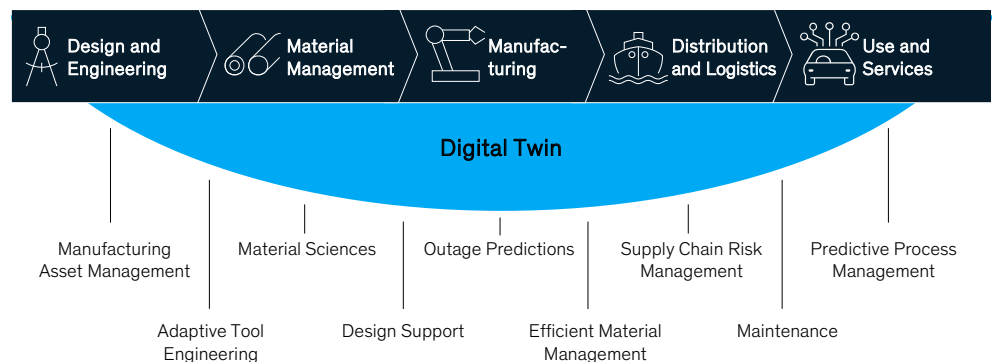 Design and
Engineering
Material
Management
Manufac-
turing
Distribution
and Logistics
Use and
Services
Digital Twin
Manufacturing
Asset Management
Material Sciences
Outage Predictions
Supply Chain Risk
Management
Predictive Process
Management
Adaptive Tool
Engineering
Design Support
Efficient Material
Management
Maintenance